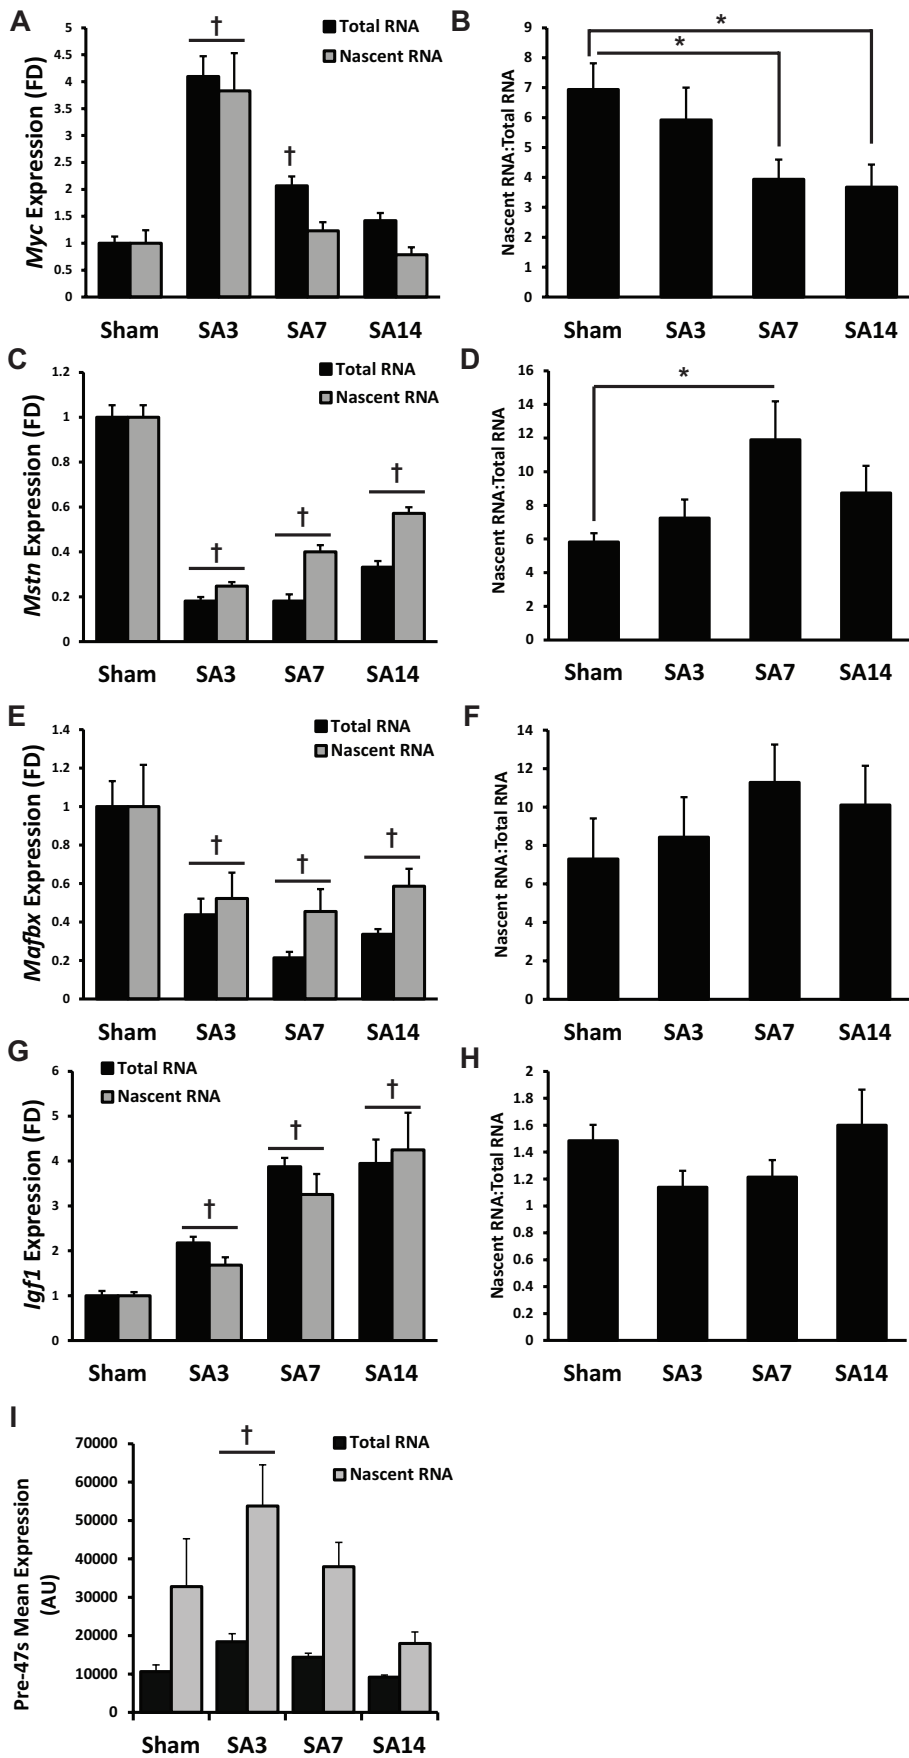 A
Myc Expression (FD)
5
4.5
4
3.5
3
2.5
2
1.5
1
0.5
0
Total RNA
Nascent RNA
†
†
Sham SA3 SA7 SA14
B
Nascent RNA:Total RNA
9
8
7
6
5
4
3
2
1
0
*
*
Sham SA3 SA7 SA14
C
Mstn Expression (FD)
1.2
1
0.8
0.6
0.4
0.2
0
Total RNA
Nascent RNA
†
†
†
Sham SA3 SA7 SA14
D
Nascent RNA:Total RNA
16
14
12
10
8
6
4
2
0
*
Sham SA3 SA7 SA14
E
Mafbx Expression (FD)
1.4
1.2
1
0.8
0.6
0.4
0.2
0
Total RNA
Nascent RNA
†
†
†
Sham SA3 SA7 SA14
F
Nascent RNA:Total RNA
14
12
10
8
6
4
2
0
Sham SA3 SA7 SA14
G
Igf1 Expression (FD)
6
5
4
3
2
1
0
Total RNA
Nascent RNA
†
†
†
Sham SA3 SA7 SA14
H
Nascent RNA:Total RNA
2
1.8
1.6
1.4
1.2
1
0.8
0.6
0.4
0.2
0
Sham SA3 SA7 SA14
I
Pre-47s Mean Expression
(AU)
70000
60000
50000
40000
30000
20000
10000
0
Total RNA
Nascent RNA
†
Sham SA3 SA7 SA14